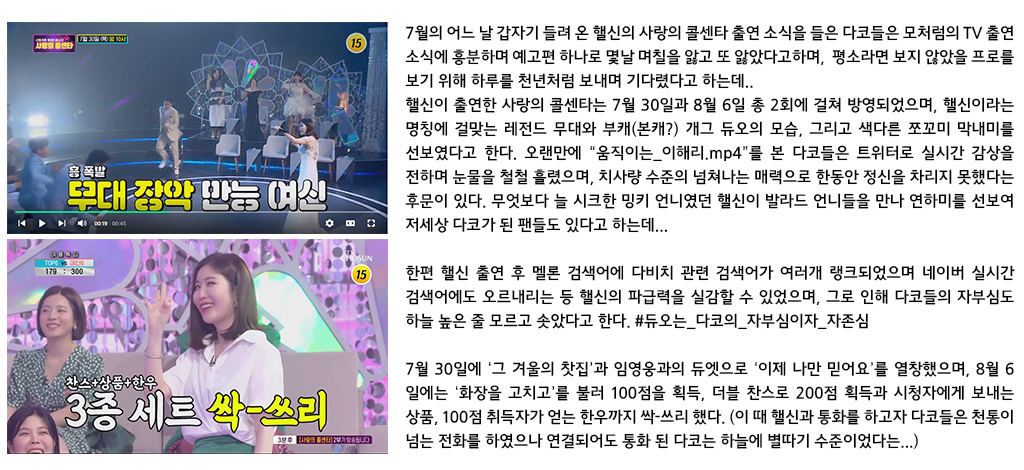 사랑의 콜센타
7월 30일 (목) 밤 10시
15
흥 폭발
무대 장악 만능 여신
00:19 00:45
7월의 어느 날 갑자기 들려 온 핼신의 사랑의 콜센타 출연 소식을 들은 다코들은 모처럼의 TV 출연
소식에 흥분하며 예고편 하나로 몇날 며칠을 앓고 또 앓았다고하며, 평소라면 보지 않았을 프로를
보기 위해 하루를 천년처럼 보내며 기다렸다고 하는데..
핼신이 출연한 사랑의 콜센타는 7월 30일과 8월 6일 총 2회에 걸쳐 방영되었으며, 핼신이라는
명칭에 걸맞는 레전드 무대와 부캐(본캐?) 개그 듀오의 모습, 그리고 색다른 쪼꼬미 막내미를
선보였다고 한다. 오랜만에 “움직이는_이해리.mp4”를 본 다코들은 트위터로 실시간 감상을
전하며 눈물을 철철 흘렸으며, 치사량 수준의 넘쳐나는 매력으로 한동안 정신을 차리지 못했다는
후문이 있다. 무엇보다 늘 시크한 밍키 언니였던 핼신이 발라드 언니들을 만나 연하미를 선보여
저세상 다코가 된 팬들도 있다고 하는데...
TOP6 vs 여신6
179 : 300
CHOSUN
15
찬스+상품+한우
3종 세트 싹-쓰리
3분 후
[사랑의 콜센타] 2부가 방송됩니다
한편 핼신 출연 후 멜론 검색어에 다비치 관련 검색어가 여러개 랭크되었으며 네이버 실시간
검색어에도 오르내리는 등 핼신의 파급력을 실감할 수 있었으며, 그로 인해 다코들의 자부심도
하늘 높은 줄 모르고 솟았다고 한다. #듀오는_다코의_자부심이자_자존심
7월 30일에 ‘그 겨울의 찻집’과 임영웅과의 듀엣으로 ‘이제 나만 믿어요’를 열창했으며, 8월 6
일에는 ‘화장을 고치고’를 불러 100점을 획득, 더블 찬스로 200점 획득과 시청자에게 보내는
상품, 100점 취득자가 얻는 한우까지 싹-쓰리 했다. (이 때 핼신과 통화를 하고자 다코들은 천통이
넘는 전화를 하였으나 연결되어도 통화 된 다코는 하늘에 별따기 수준이었다는...)